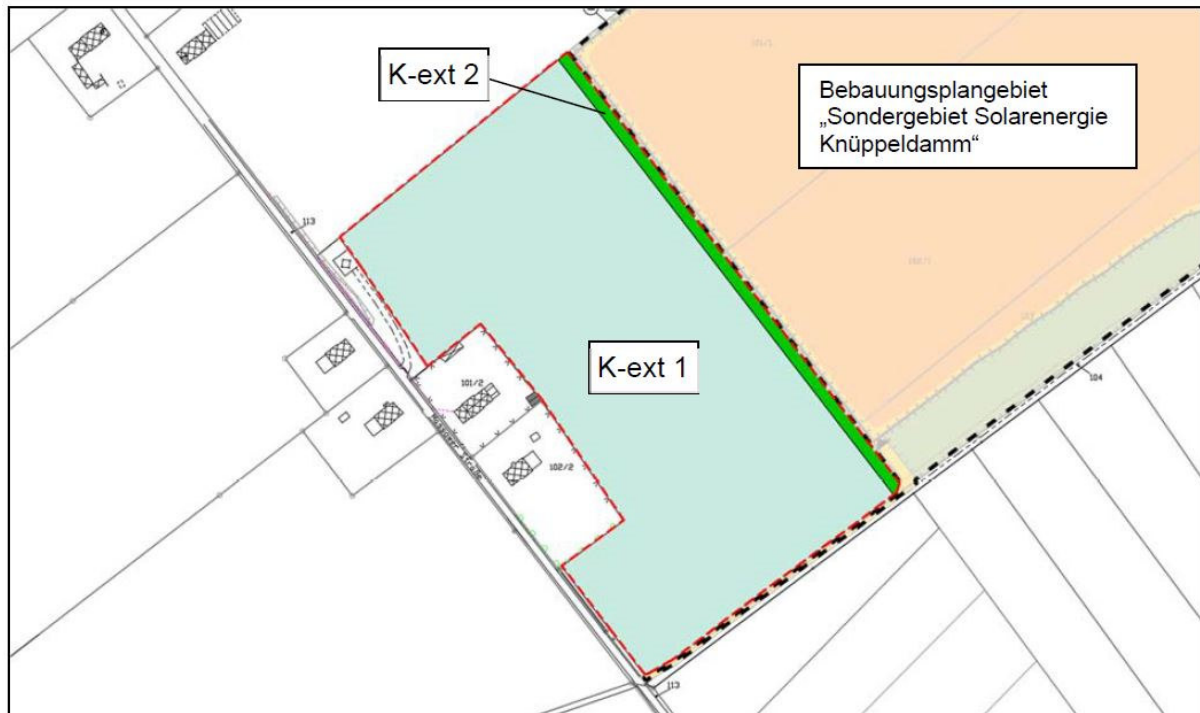 K-ext 2
Bebauungsplangebiet
„Sondergebiet Solarenergie
Knüppeldamm“
113
K-ext 1
101/2
102/2
104
113